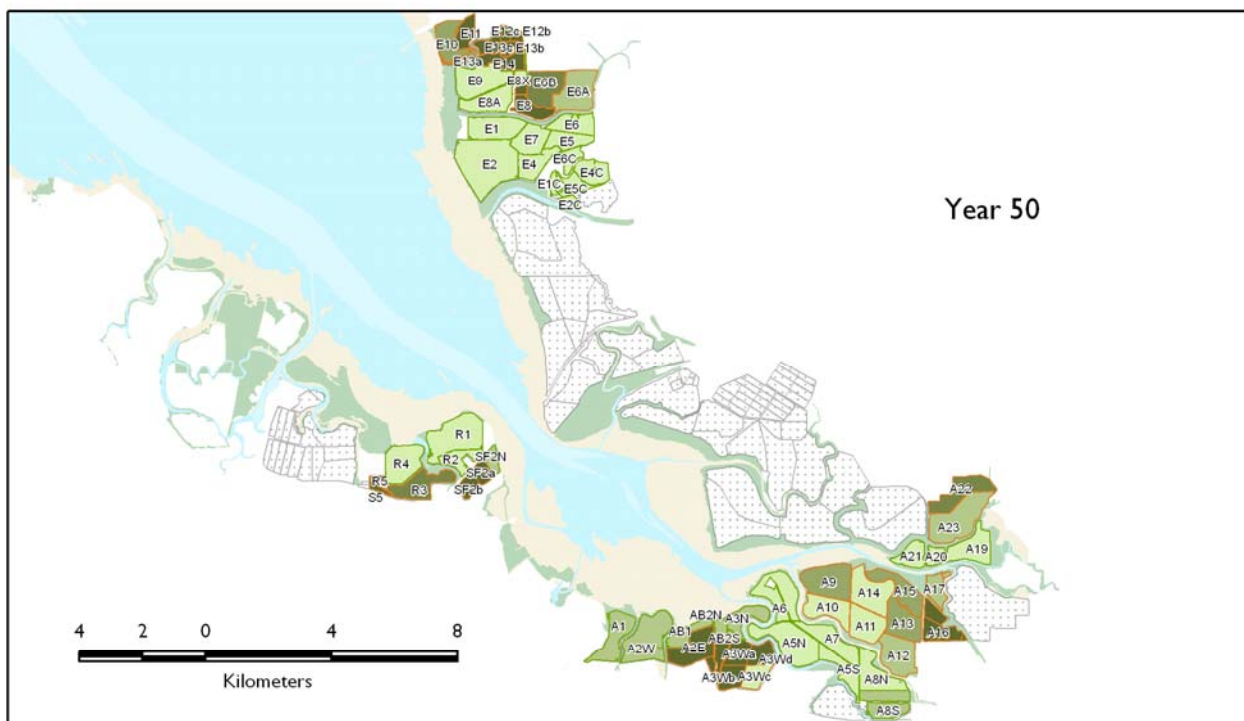 E11 E12c E12b
E10 E13c E13b
E13a E14
E9 E8X E6B E6A
E8A E8
E1 E7 E6
E5
E2 E4 E6C
E4C
E1C E5C
E2C
Year 50
R1
R4 R2 SF2N
R5 R3 SF2a
S5 SF2b
A22
A23
A21 A20 A19
A9 A14 A15 A17
A10 A11 A13 A16
A6
A1 AB1 AB2N A3N
A2W A2E AB2S A5N A7 A12
A3Wa A3Wd
A3Wb A3Wc A5S A8N
A8S
4 2 0 4 8
Kilometers